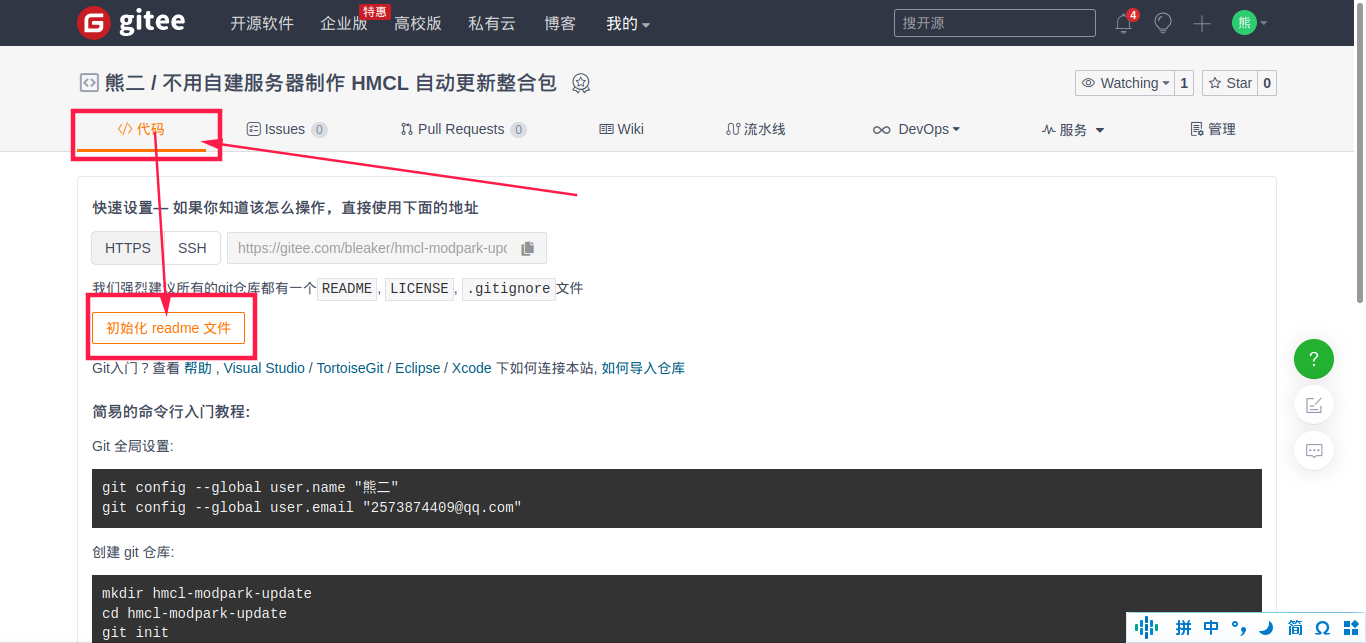 gitee 开源软件 企业版 特惠 高校版 私有云 博客 我的 搜开源 4 熊
熊二 / 不用自建服务器制作 HMCL 自动更新整合包 Watching 1 Star 0
代码 Issues 0 Pull Requests 0 Wiki 流水线 DevOps 服务 管理
快速设置— 如果你知道该怎么操作，直接使用下面的地址
HTTPS SSH https://gitee.com/bleaker/hmcl-modpark-upd
我们强烈建议所有的git仓库都有一个 README , LICENSE , .gitignore 文件
初始化 readme 文件
Git入门？查看 帮助 , Visual Studio / TortoiseGit / Eclipse / Xcode 下如何连接本站, 如何导入仓库
简易的命令行入门教程:
Git 全局设置:
git config --global user.name "熊二"
git config --global user.email "2573874409@qq.com"
创建 git 仓库:
mkdir hmcl-modpark-update
cd hmcl-modpark-update
git init
?
拼 中 °, 简 Ω